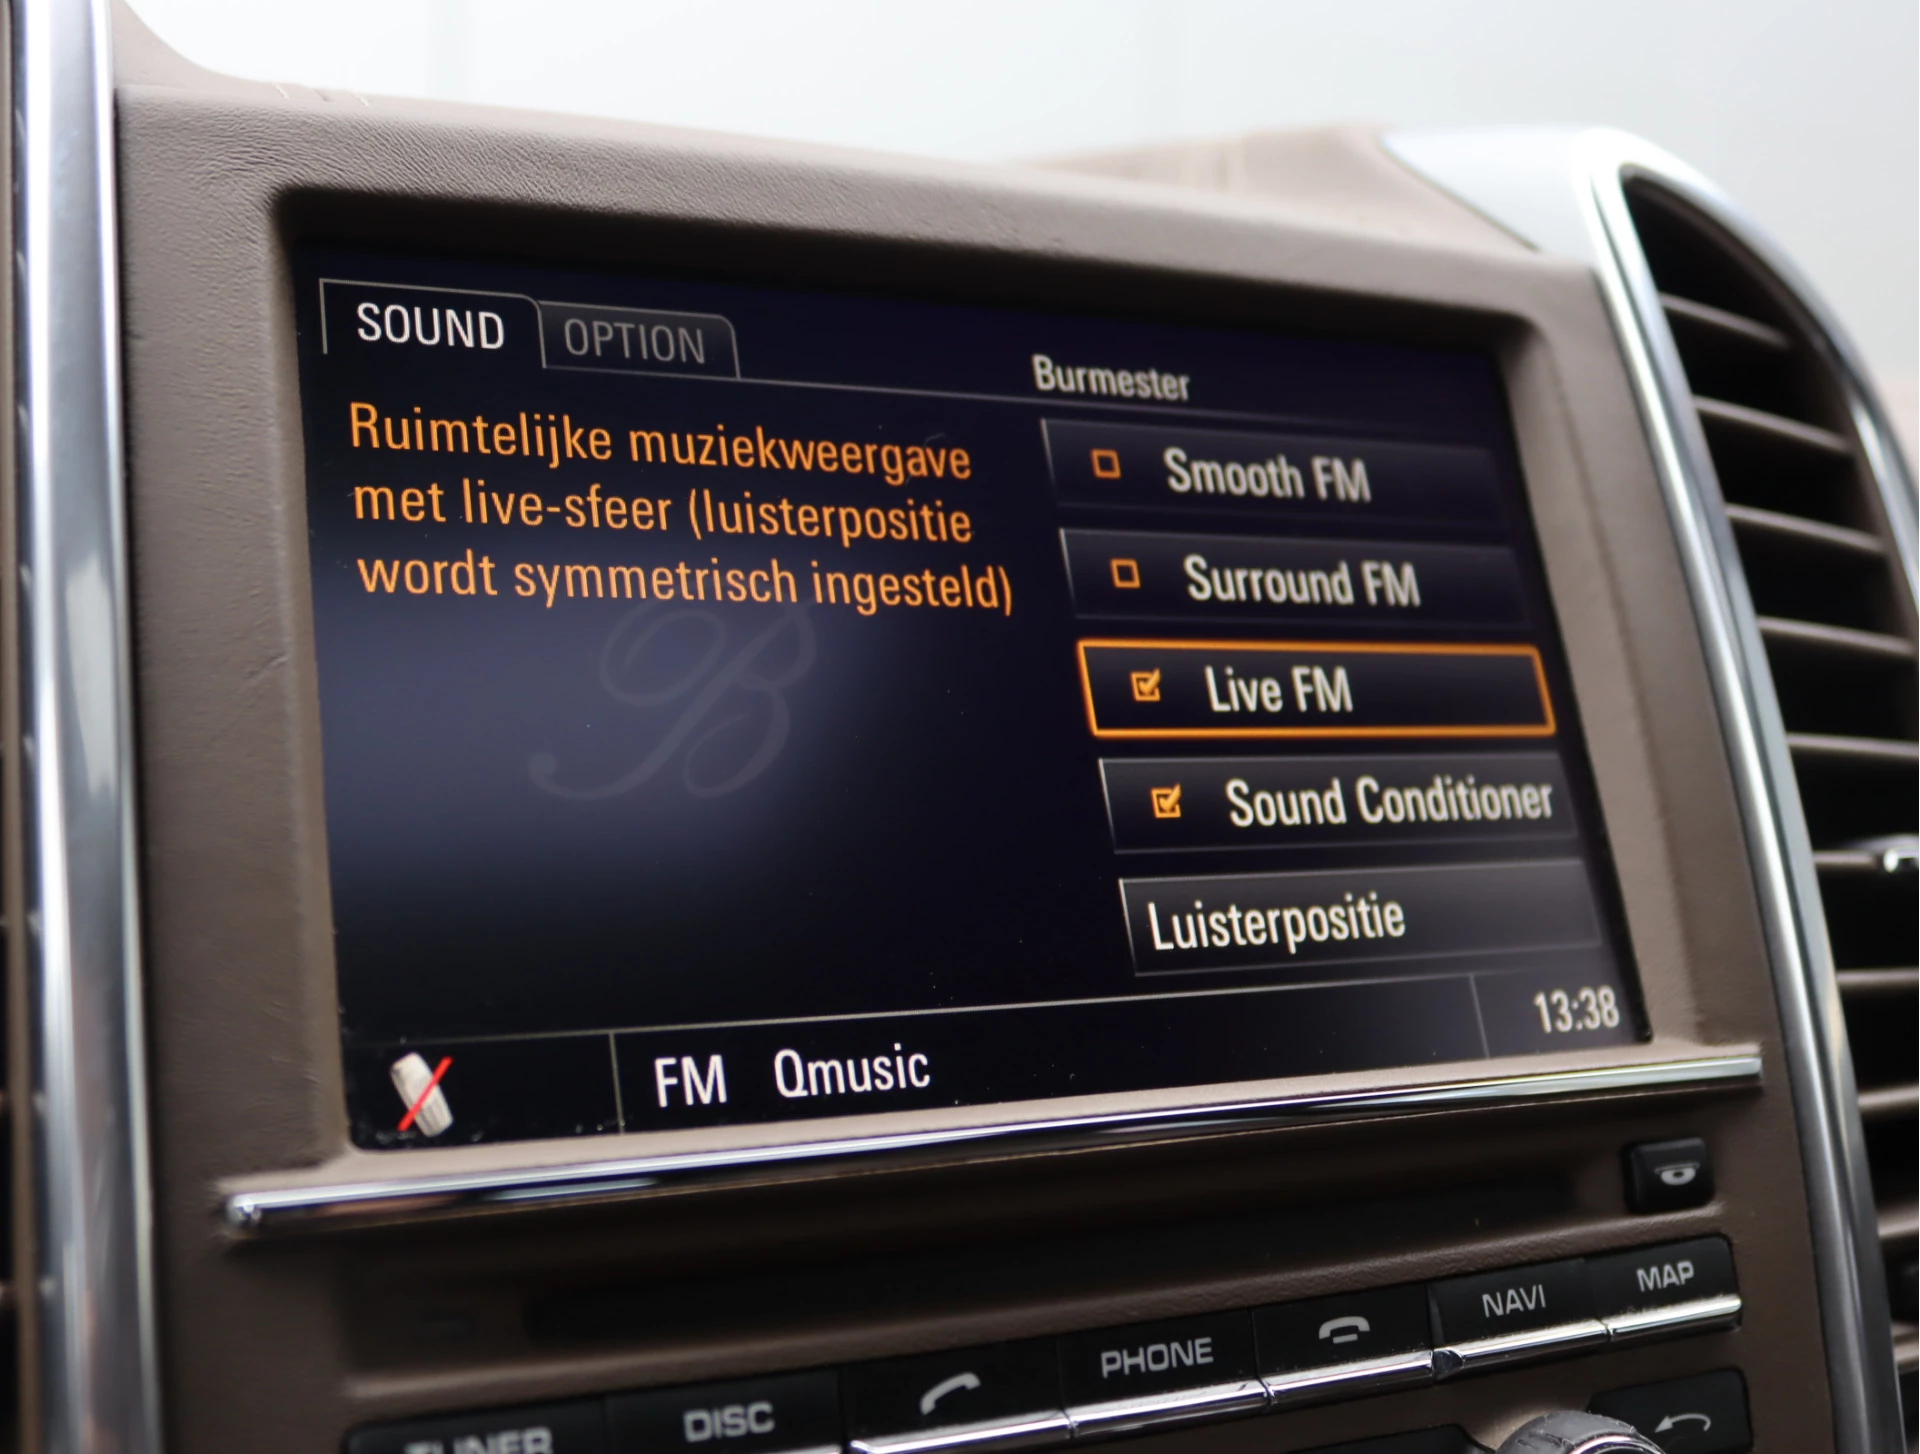 SOUND
OPTION
Burmester
Ruimtelijke muziekweergave
met live-sfeer (luisterpositie
wordt symmetrisch ingesteld)
Smooth FM
Surround FM
Live FM
Sound Conditioner
Luisterpositie
B
FM Qmusic
13:38
TUNER
DISC
PHONE
NAVI
MAP